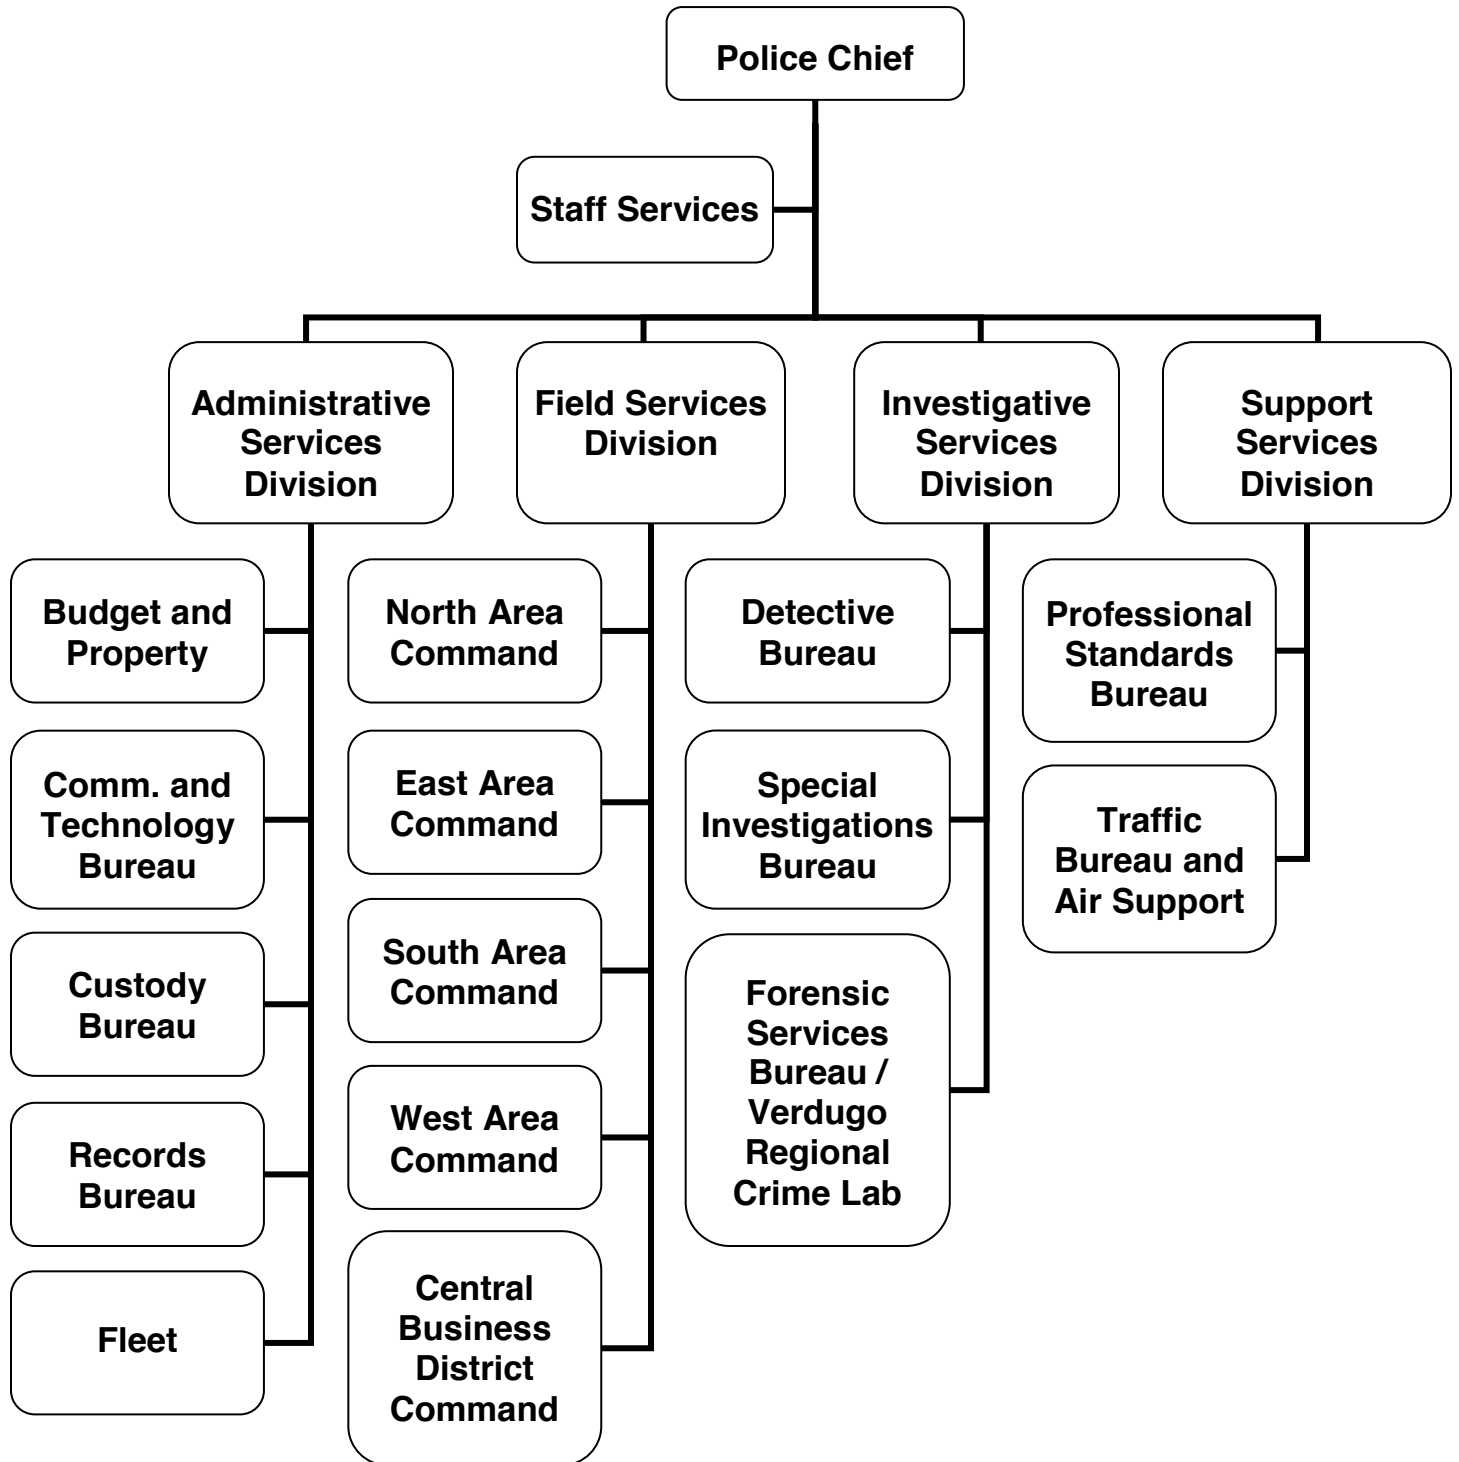 Police Chief
Staff Services
Administrative
Services
Division
Field Services
Division
Investigative
Services
Division
Support
Services
Division
Budget and
Property
Comm. and
Technology
Bureau
Custody
Bureau
Records
Bureau
Fleet
North Area
Command
East Area
Command
South Area
Command
West Area
Command
Central
Business
District
Command
Detective
Bureau
Special
Investigations
Bureau
Forensic
Services
Bureau /
Verdugo
Regional
Crime Lab
Professional
Standards
Bureau
Traffic
Bureau and
Air Support